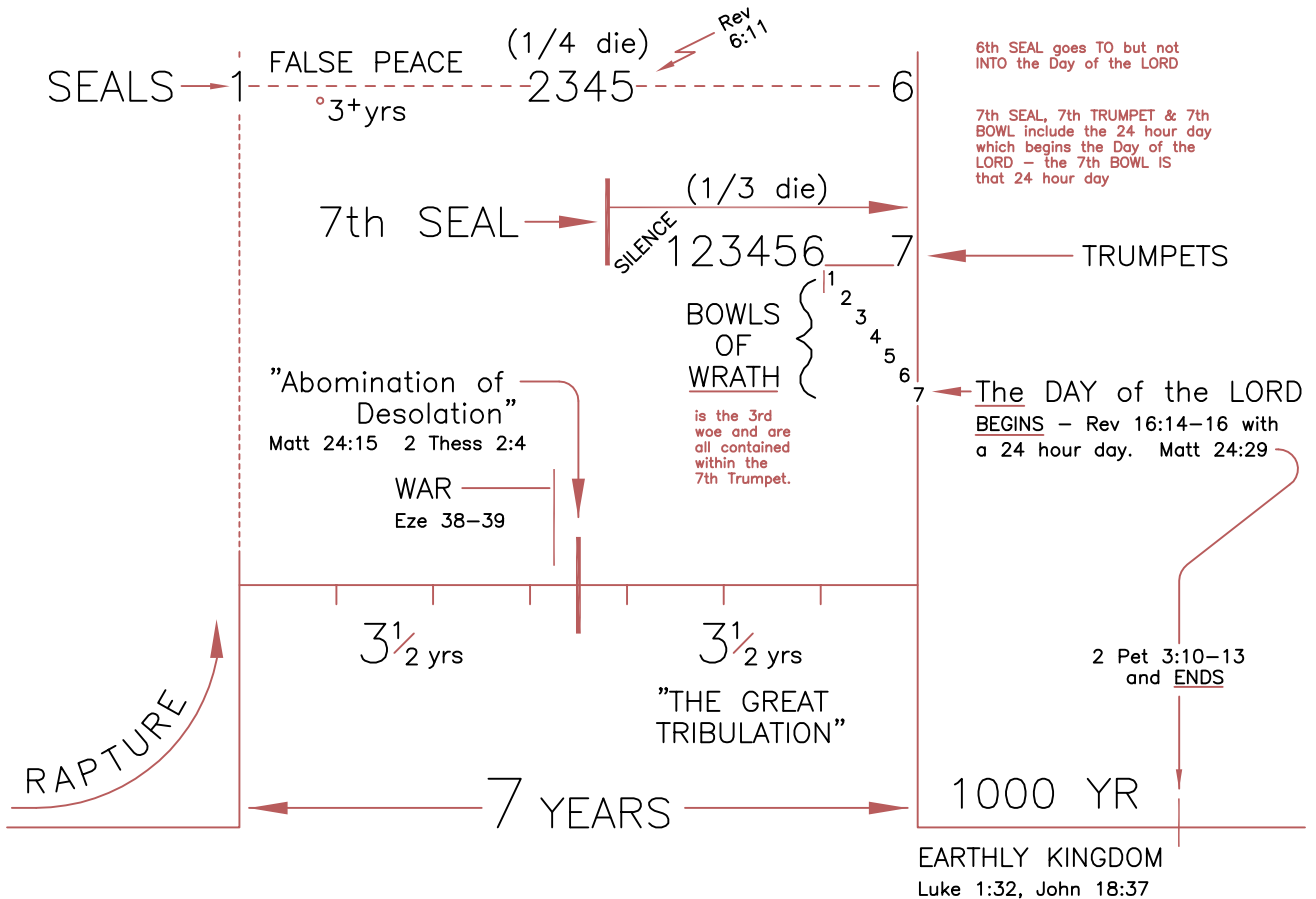 SEALS
1
FALSE PEACE
°3+yrs
(1/4 die)
2345
Rev
6:11
6
6th SEAL goes TO but not
INTO the Day of the LORD
7th SEAL, 7th TRUMPET & 7th
BOWL include the 24 hour day
which begins the Day of the
LORD – the 7th BOWL IS
that 24 hour day
7th SEAL
SILENCE
(1/3 die)
123456
7
TRUMPETS
BOWLS
OF
WRATH
1
2
3
4
5
6
7
is the 3rd
woe and are
all contained
within the
7th Trumpet.
"Abomination of
Desolation"
Matt 24:15 2 Thess 2:4
WAR
Eze 38–39
The DAY of the LORD
BEGINS – Rev 16:14–16 with
a 24 hour day. Matt 24:29
3 1/2 yrs
3 1/2 yrs
"THE GREAT
TRIBULATION"
2 Pet 3:10–13
and ENDS
RAPTURE
7 YEARS
1000 YR
EARTHLY KINGDOM
Luke 1:32, John 18:37